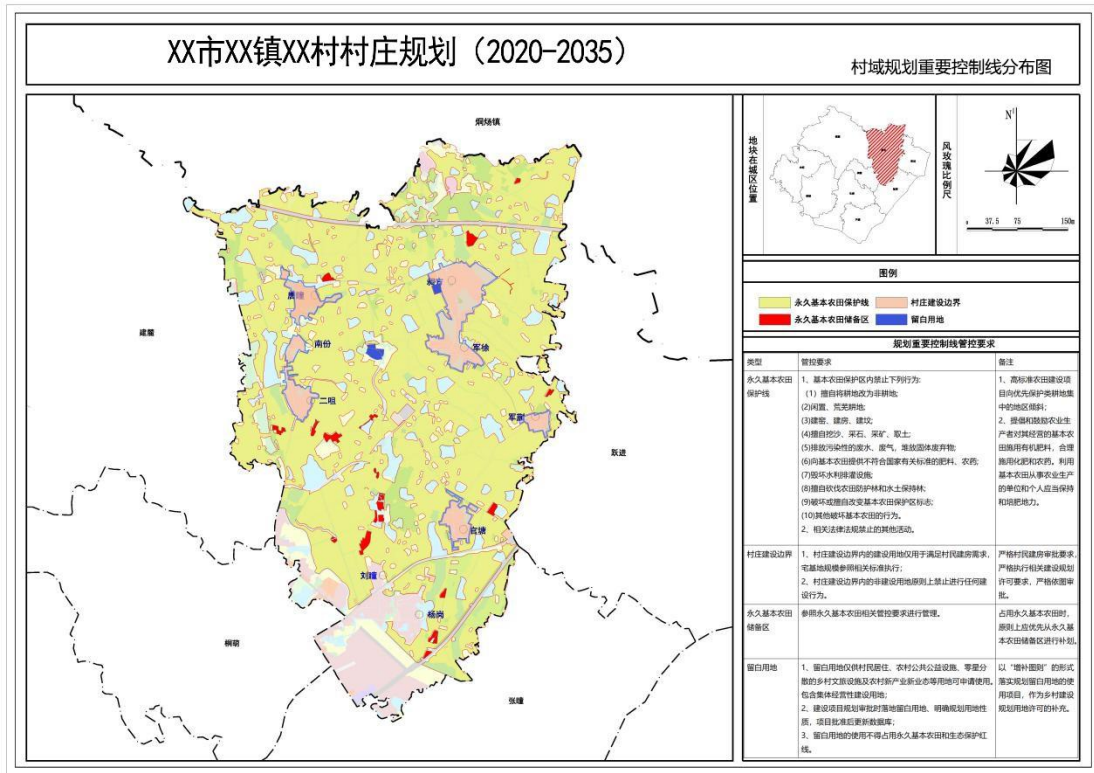 XX市XX镇XX村村庄规划（2020-2035）
村域规划重要控制线分布图
炯炀镇
建麓
南份
军徐
二咀
军蒯
跃进
官塘
刘疃
杨岗
桐荫
张疃
地块在城区位置
风玫瑰比例尺
N
37.5 75 150m
图例
永久基本农田保护线
村庄建设边界
永久基本农田储备区
留白用地
规划重要控制线管控要求
类型
管控要求
备注
永久基本农田
保护线
1、基本农田保护区内禁止下列行为:
（1）擅自将耕地改为非耕地;
(2)闲置、荒芜耕地;
(3)建窑、建房、建坟;
(4)擅自挖沙、采石、采矿、取土;
(5)排放污染性的废水、废气，堆放固体废弃物;
(6)向基本农田提供不符合国家有关标准的肥料、农药;
(7)毁坏水利排灌设施;
(8)擅自砍伐农田防护林和水土保持林;
(9)破坏或擅自改变基本农田保护区标志;
(10)其他破坏基本农田的行为。
2、相关法律法规禁止的其他活动。
1、高标准农田建设项
目向优先保护类耕地集
中的地区倾斜;
2、提倡和鼓励农业生
产者对其经营的基本农
田施用有机肥料，合理
施用化肥和农药。利用
基本农田从事农业生产
的单位和个人应当保持
和培肥地力。
村庄建设边界
1、村庄建设边界内的建设用地仅用于满足村民建房需求，
宅基地规模参照相关标准执行；
2、村庄建设边界内的非建设用地原则上禁止进行任何建
设行为。
严格村民建房审批要求，
严格执行相关建设规划
许可要求，严格依图审
批。
永久基本农田
储备区
参照永久基本农田相关管控要求进行管理。
占用永久基本农田时，
原则上应优先从永久基
本农田储备区进行补划。
留白用地
1、留白用地仅供村民居住、农村公共公益设施、零星分
散的乡村文旅设施及农村新产业新业态等用地可申请使用。
包含集体经营性建设用地；
2、建设项目规划审批时落地留白用地、明确规划用地性
质，项目批准后更新数据库；
3、留白用地的使用不得占用永久基本农田和生态保护红
线。
以“增补图则”的形式
落实规划留白用地的使
用项目，作为乡村建设
规划用地许可的补充。